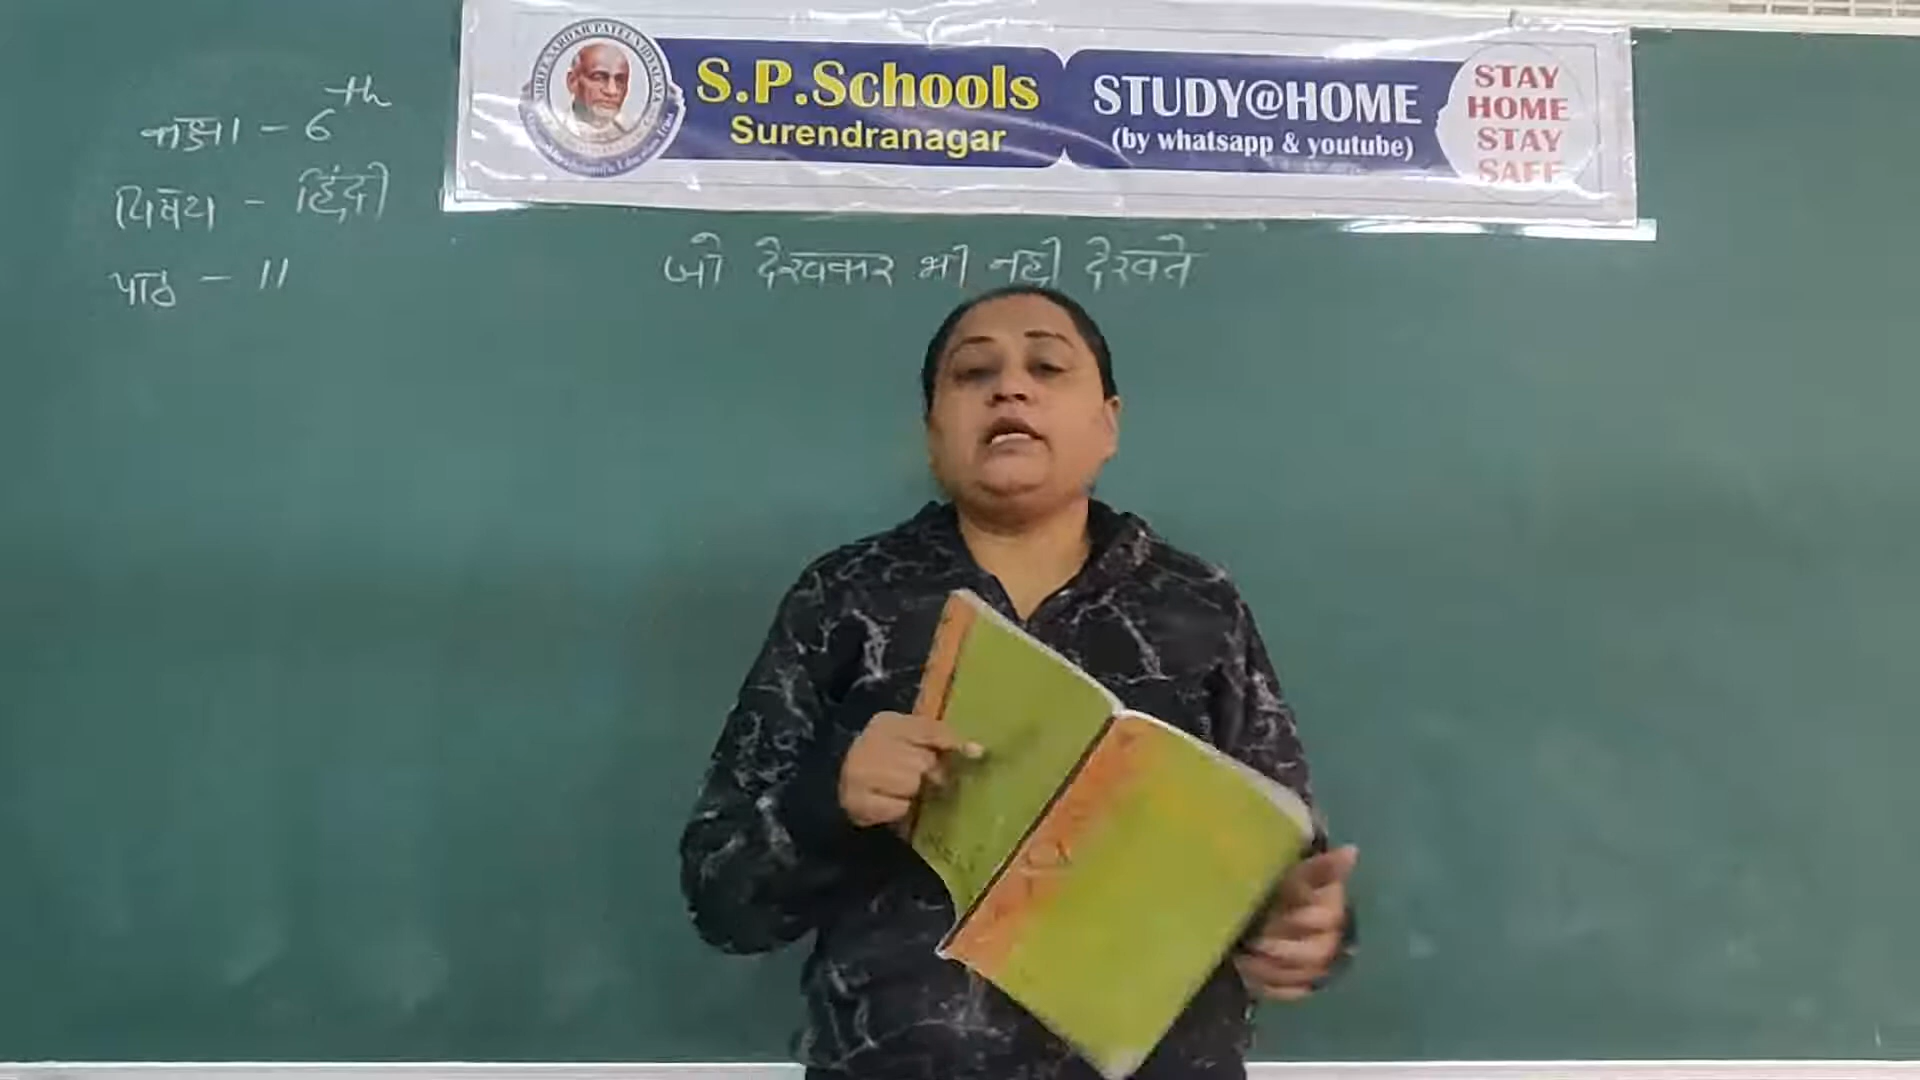 कक्षा - 6th
विषय - हिंदी
पाठ - 11
S.P.Schools
Surendranagar
STUDY@HOME
(by whatsapp & youtube)
STAY
HOME
STAY
SAFE
जो देखकर भी नही देखते